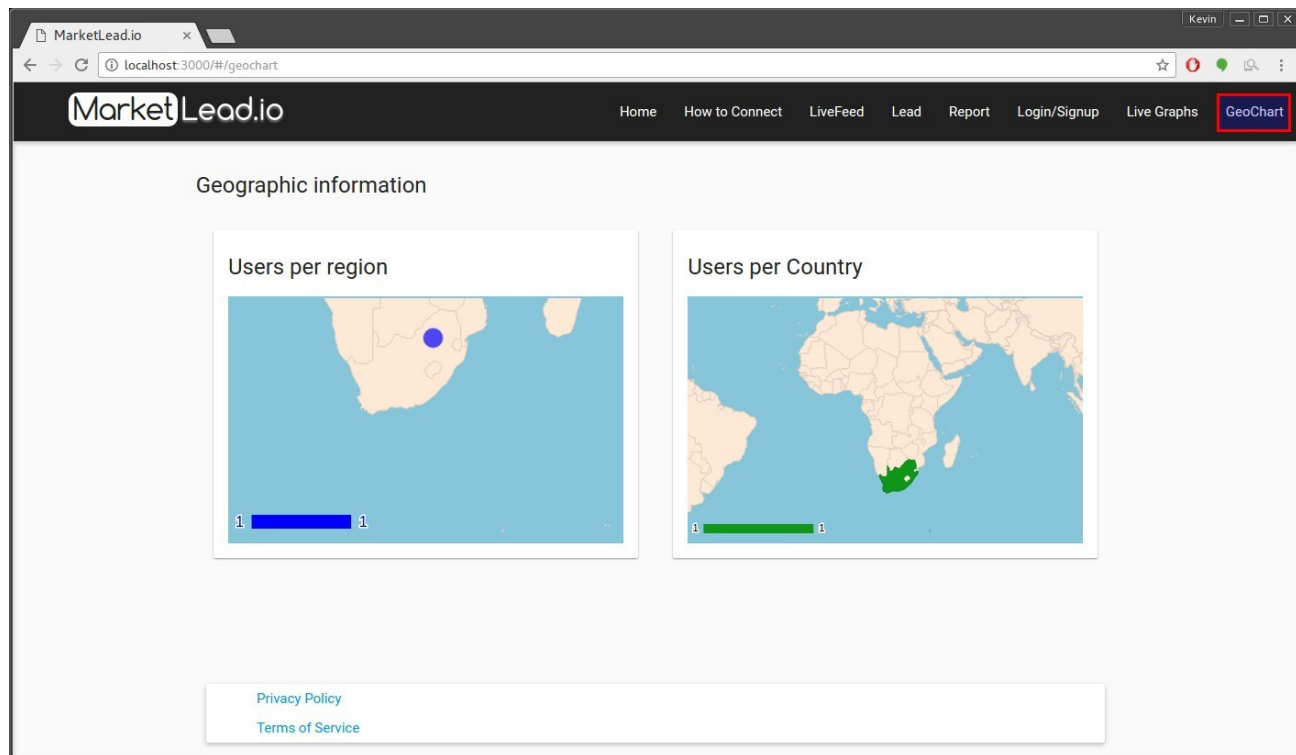 Kevin
MarketLead.io
localhost:3000/#/geochart
MarketLead.io
Home How to Connect LiveFeed Lead Report Login/Signup Live Graphs GeoChart
Geographic information
Users per region
Users per Country
1 1
1 1
Privacy Policy
Terms of Service